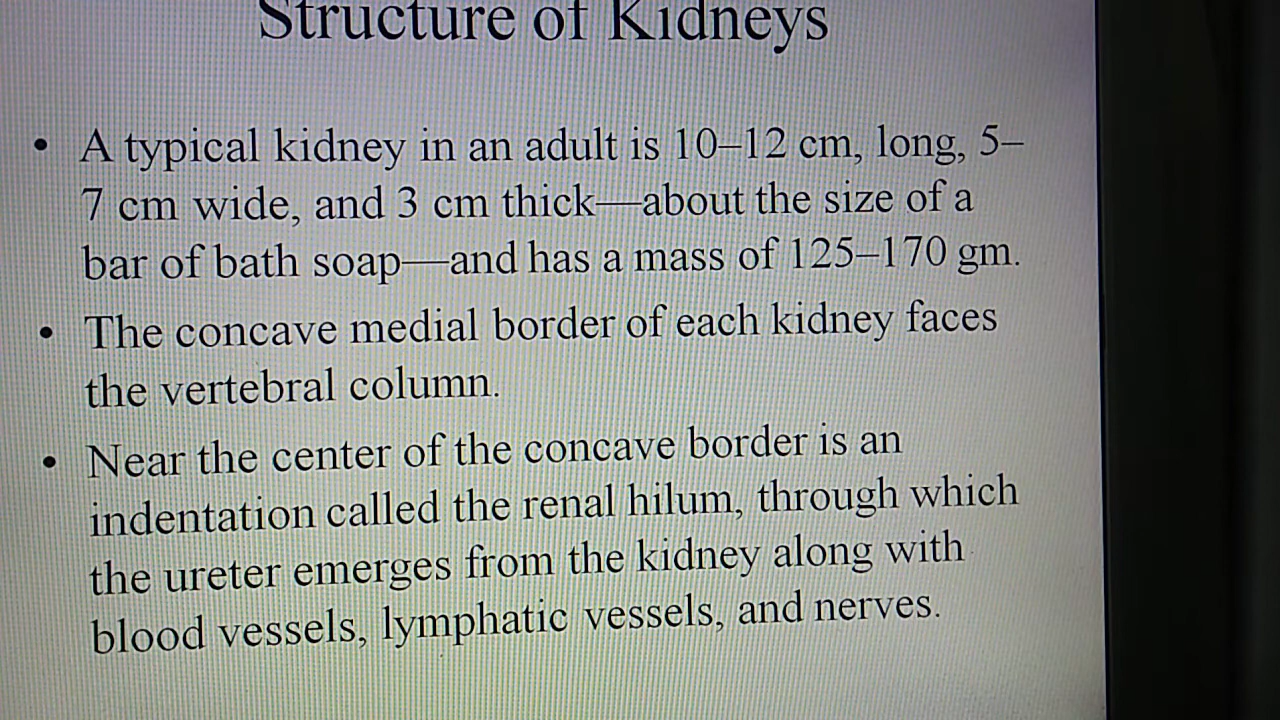 Structure of Kidneys
• A typical kidney in an adult is 10–12 cm, long, 5–
7 cm wide, and 3 cm thick—about the size of a
bar of bath soap—and has a mass of 125–170 gm.
• The concave medial border of each kidney faces
the vertebral column.
• Near the center of the concave border is an
indentation called the renal hilum, through which
the ureter emerges from the kidney along with
blood vessels, lymphatic vessels, and nerves.